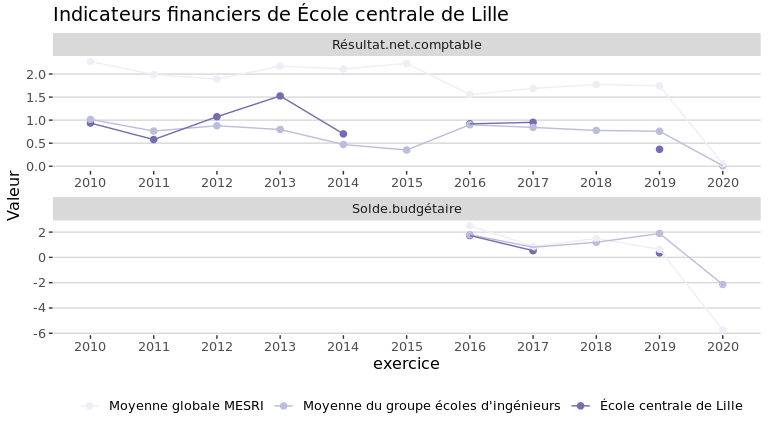 Indicateurs financiers de École centrale de Lille
Résultat.net.comptable
2.0
1.5
1.0
0.5
0.0
2010 2011 2012 2013 2014 2015 2016 2017 2018 2019 2020
Valeur
Solde.budgétaire
2
0
-2
-4
-6
2010 2011 2012 2013 2014 2015 2016 2017 2018 2019 2020
exercice
Moyenne globale MESRI Moyenne du groupe écoles d'ingénieurs École centrale de Lille